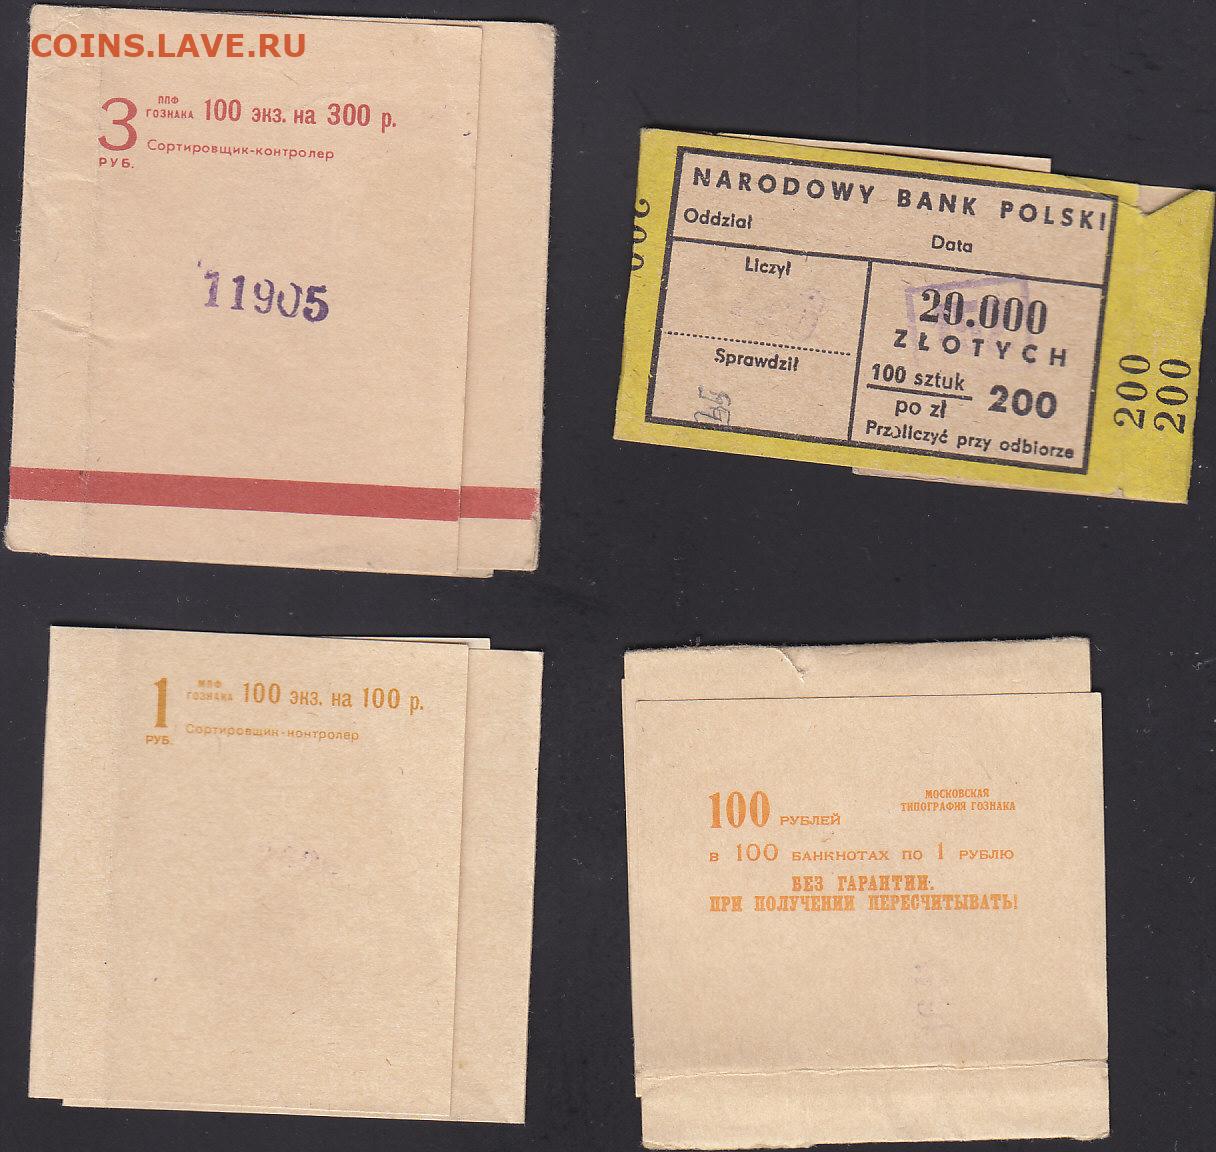 COINS.LAVE.RU
3
РУБ.
ППФ
ГОЗНАКА
100 экз. на 300 р.
Сортировщик-контролер
11905
200
NARODOWY BANK POLSKI
Oddział
Data
Liczył
Sprawdził
20.000
ZŁOTYCH
100 sztuk
po zł
200
Przeliczyć przy odbiorze
200
200
1
РУБ.
МПФ
ГОЗНАКА
100 экз. на 100 р.
Сортировщик-контролер
МОСКОВСКАЯ
ТИПОГРАФИЯ ГОЗНАКА
100 РУБЛЕЙ
В 100 БАНКНОТАХ ПО 1 РУБЛЮ
БЕЗ ГАРАНТИИ.
ПРИ ПОЛУЧЕНИИ ПЕРЕСЧИТЫВАТЬ!